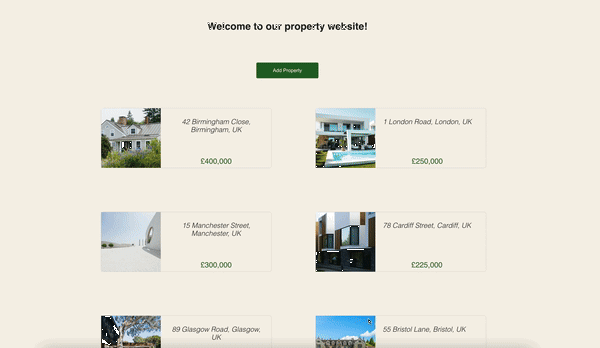 Welcome to our property website!
Add Property
42 Birmingham Close,
Birmingham, UK
£400,000
1 London Road, London, UK
£250,000
15 Manchester Street,
Manchester, UK
£300,000
78 Cardiff Street, Cardiff, UK
£225,000
89 Glasgow Road, Glasgow,
UK
55 Bristol Lane, Bristol, UK